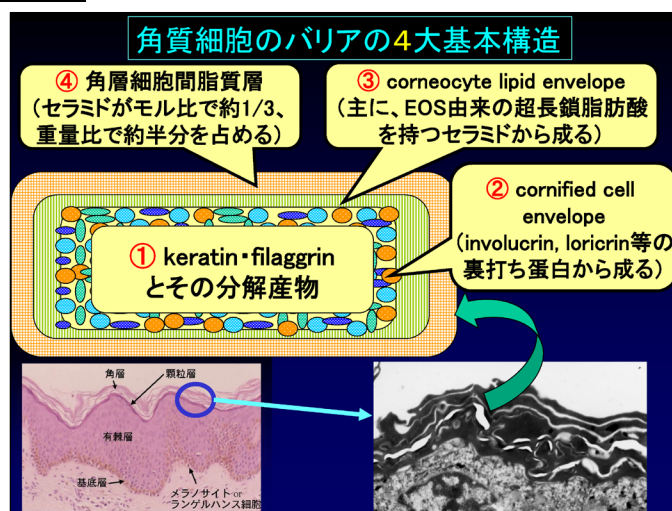 角質細胞のバリアの4大基本構造
④ 角層細胞間脂質層
(セラミドがモル比で約1/3、
重量比で約半分を占める)
③ corneocyte lipid envelope
(主に、EOS由来の超長鎖脂肪酸
を持つセラミドから成る)
② cornified cell
envelope
(involucrin, loricrin等の
裏打ち蛋白から成る)
① keratin・filaggrin
とその分解産物
角層
顆粒層
有棘層
基底層
メラノサイト or
ランゲルハンス細胞